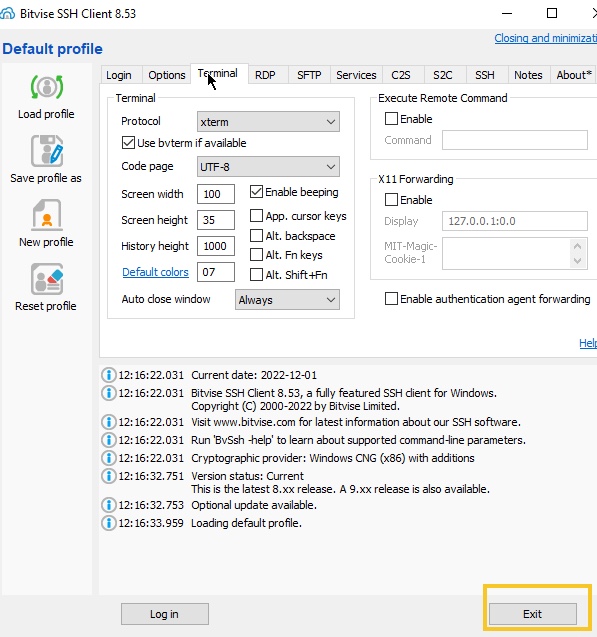 Bitvise SSH Client 8.53
Closing and minimizati
Default profile
Load profile
Save profile as
New profile
Reset profile
Login Options Terminal RDP SFTP Services C2S S2C SSH Notes About*
Terminal
Protocol xterm
Use bvterm if available
Code page UTF-8
Screen width 100 Enable beeping
Screen height 35 App. cursor keys
Alt. backspace
History height 1000 Alt. Fn keys
Default colors 07 Alt. Shift+Fn
Auto close window Always
Execute Remote Command
Enable
Command
X11 Forwarding
Enable
Display 127.0.0.1:0.0
MIT-Magic-
Cookie-1
Enable authentication agent forwarding
Help
12:16:22.031 Current date: 2022-12-01
12:16:22.031 Bitvise SSH Client 8.53, a fully featured SSH client for Windows.
Copyright (C) 2000-2022 by Bitvise Limited.
12:16:22.031 Visit www.bitvise.com for latest information about our SSH software.
12:16:22.031 Run 'BvSsh -help' to learn about supported command-line parameters.
12:16:22.031 Cryptographic provider: Windows CNG (x86) with additions
12:16:32.751 Version status: Current
This is the latest 8.xx release. A 9.xx release is also available.
12:16:32.753 Optional update available.
12:16:33.959 Loading default profile.
Log in
Exit